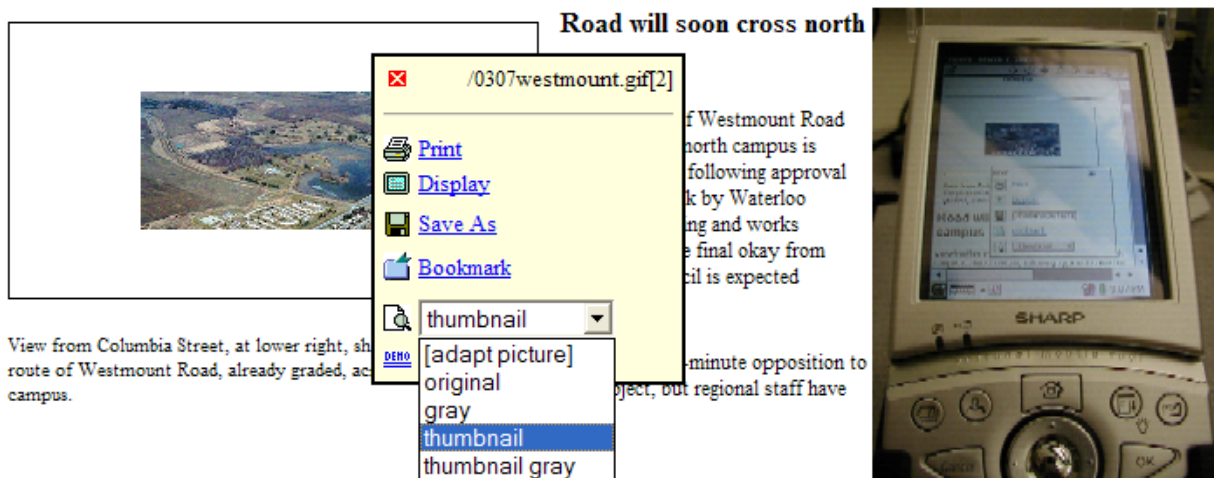 Road will soon cross north
/0307westmount.gif[2]
f Westmount Road
Print
north campus is
following approval
Display
k by Waterloo
Save As
ing and works
e final okay from
Bookmark
cil is expected
thumbnail
View from Columbia Street, at lower right, sh
DEMO
[adapt picture]
-minute opposition to
route of Westmount Road, already graded, ac
original
oject, but regional staff have
campus.
gray
thumbnail
thumbnail gray
SHARP
Cancel
OK